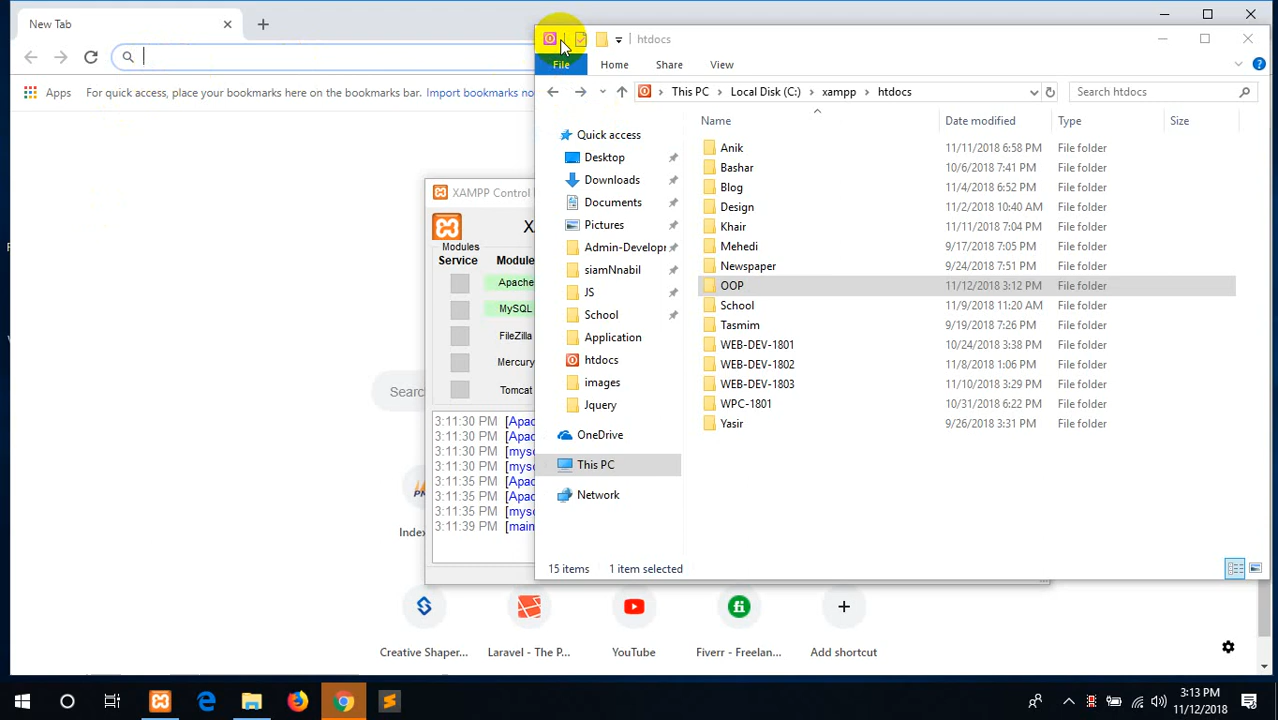 New Tab
htdocs
File
Home
Share
View
Apps
For quick access, place your bookmarks here on the bookmarks bar. Import bookmarks no
This PC
Local Disk (C:)
xampp
htdocs
Search htdocs
Name
Date modified
Type
Size
Quick access
Desktop
Downloads
Documents
Pictures
Admin-Develop
siamNnabil
JS
School
Application
htdocs
images
Jquery
OneDrive
This PC
Network
Anik 11/11/2018 6:58 PM File folder
Bashar 10/6/2018 7:41 PM File folder
Blog 11/4/2018 6:52 PM File folder
Design 11/2/2018 10:40 AM File folder
Khair 11/11/2018 7:04 PM File folder
Mehedi 9/17/2018 7:05 PM File folder
Newspaper 9/24/2018 7:51 PM File folder
OOP 11/12/2018 3:12 PM File folder
School 11/9/2018 11:20 AM File folder
Tasmim 9/19/2018 7:26 PM File folder
WEB-DEV-1801 10/24/2018 3:38 PM File folder
WEB-DEV-1802 11/8/2018 1:06 PM File folder
WEB-DEV-1803 11/10/2018 3:29 PM File folder
WPC-1801 10/31/2018 6:22 PM File folder
Yasir 9/26/2018 3:31 PM File folder
15 items
1 item selected
XAMPP Control
Modules
Service
Module
Apache
MySQL
FileZilla
Mercury
Tomcat
3:11:30 PM [Apa
3:11:30 PM [Apa
3:11:30 PM [mys
3:11:30 PM [mys
3:11:35 PM [Apa
3:11:35 PM [Apa
3:11:35 PM [mys
3:11:39 PM [main
Searc
Index
Creative Shaper...
Laravel - The P...
YouTube
Fiverr - Freelan...
Add shortcut
3:13 PM
11/12/2018